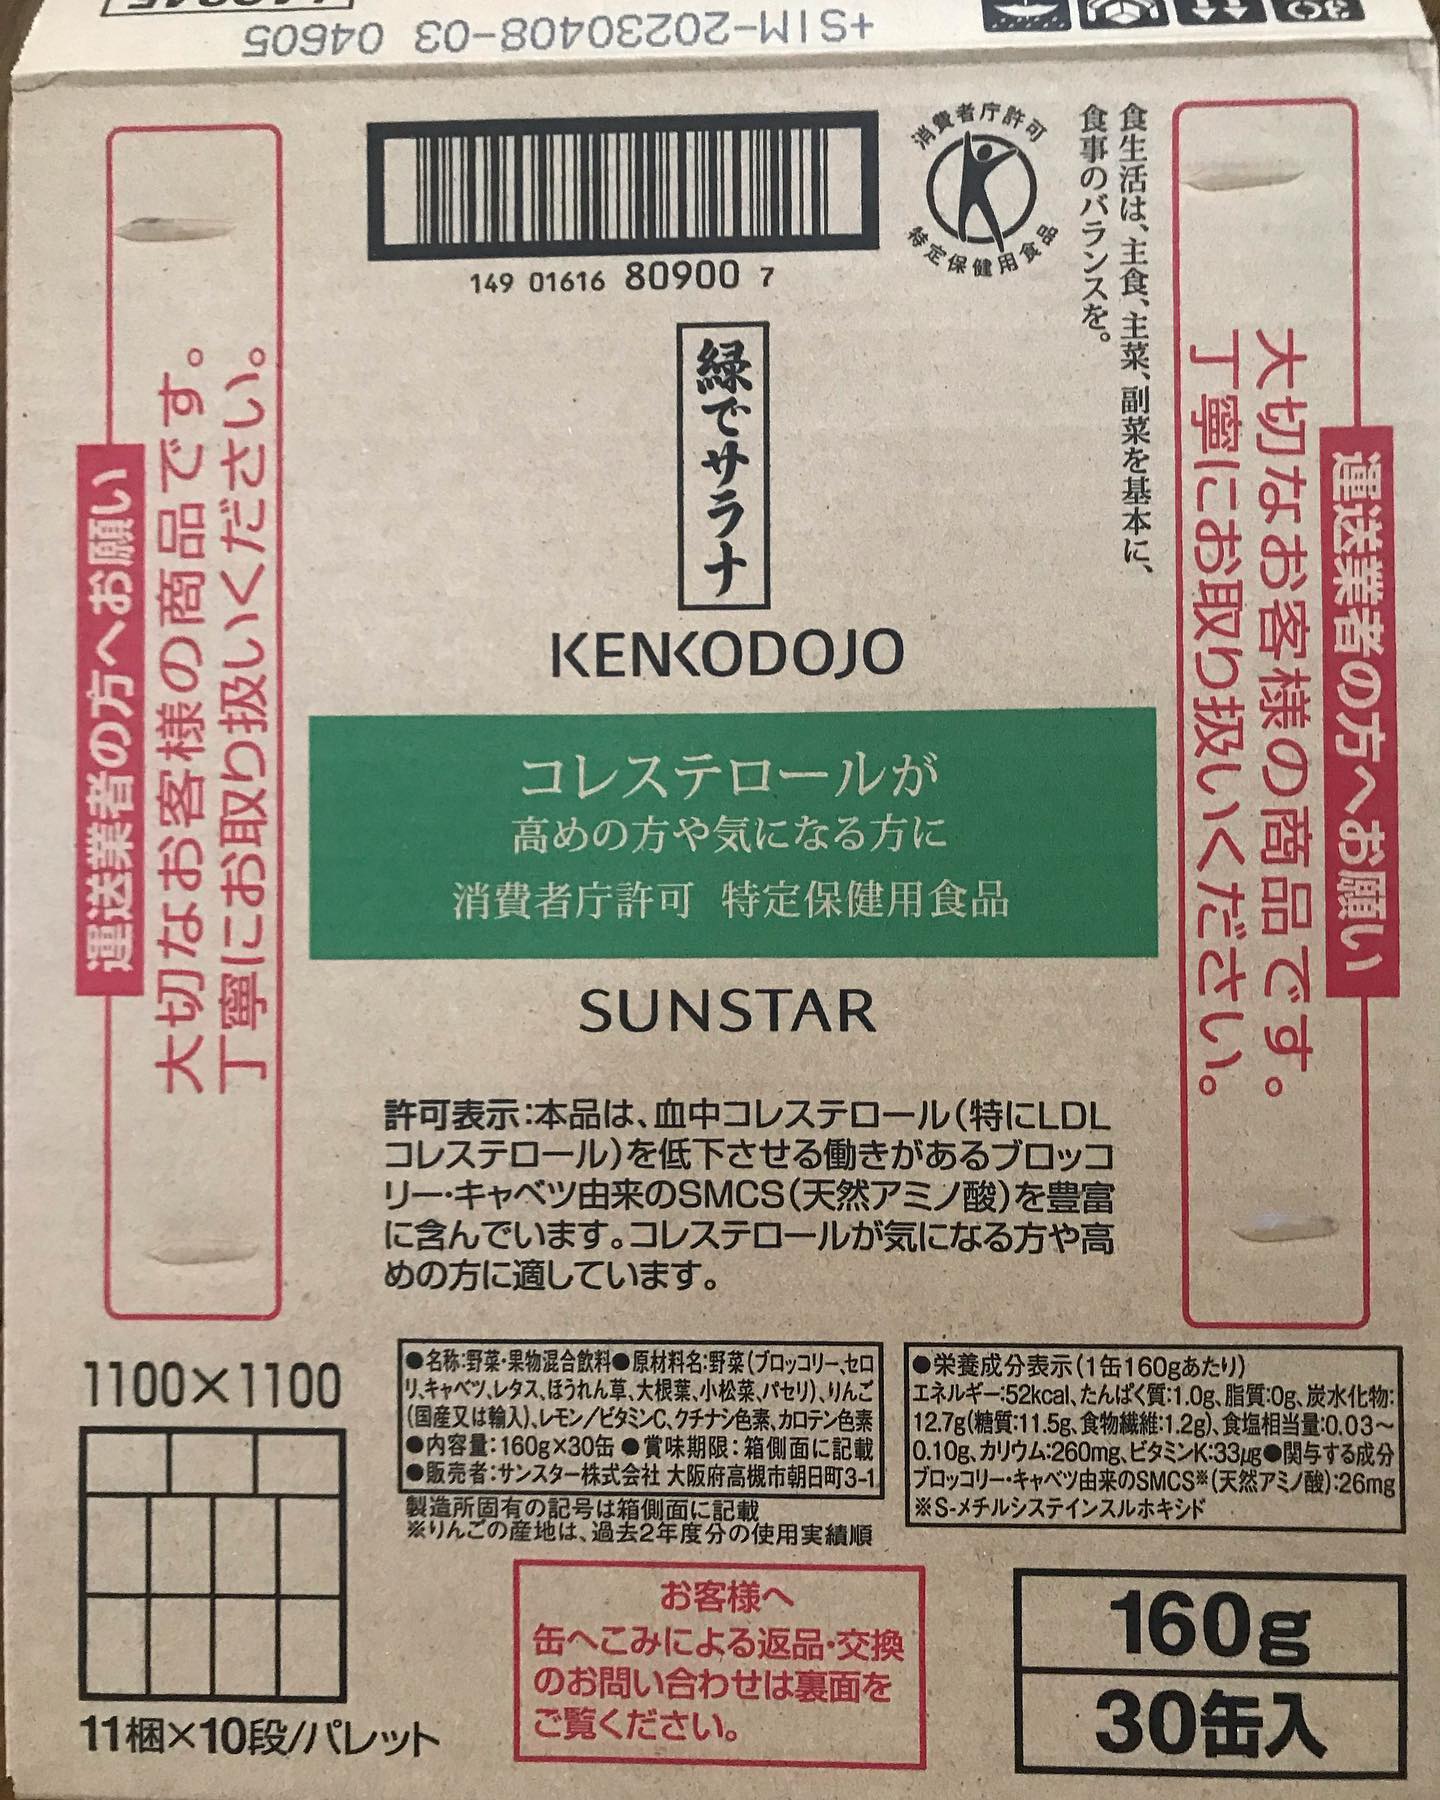 +SIM-20230408-03 04605
149 01616 80900 7
消費者庁許可
特定保健用食品
食生活は、主食、主菜、副菜を基本に、
食事のバランスを。
緑でサラナ
KENKODOJO
コレステロールが
高めの方や気になる方に
消費者庁許可 特定保健用食品
SUNSTAR
運送業者の方へお願い
大切なお客様の商品です。
丁寧にお取り扱いください。
運送業者の方へお願い
大切なお客様の商品です。
丁寧にお取り扱いください。
許可表示:本品は、血中コレステロール(特にLDL
コレステロール)を低下させる働きがあるブロッコ
リー・キャベツ由来のSMCS(天然アミノ酸)を豊富
に含んでいます。コレステロールが気になる方や高
めの方に適しています。
●名称:野菜・果物混合飲料●原材料名:野菜(ブロッコリー、セロ
リ、キャベツ、レタス、ほうれん草、大根葉、小松菜、パセリ)、りんご
(国産又は輸入)、レモン/ビタミンC、クチナシ色素、カロテン色素
●内容量:160g×30缶 ●賞味期限:箱側面に記載
●販売者:サンスター株式会社 大阪府高槻市朝日町3-1
製造所固有の記号は箱側面に記載
※りんごの産地は、過去2年度分の使用実績順
●栄養成分表示(1缶160gあたり)
エネルギー:52kcal、たんぱく質:1.0g、脂質:0g、炭水化物:
12.7g(糖質:11.5g、食物繊維:1.2g)、食塩相当量:0.03〜
0.10g、カリウム:260mg、ビタミンK:33μg●関与する成分
ブロッコリー・キャベツ由来のSMCS※(天然アミノ酸):26mg
※S-メチルシステインスルホキシド
1100×1100
11梱×10段/パレット
お客様へ
缶へこみによる返品・交換
のお問い合わせは裏面を
ご覧ください。
160g
30缶入